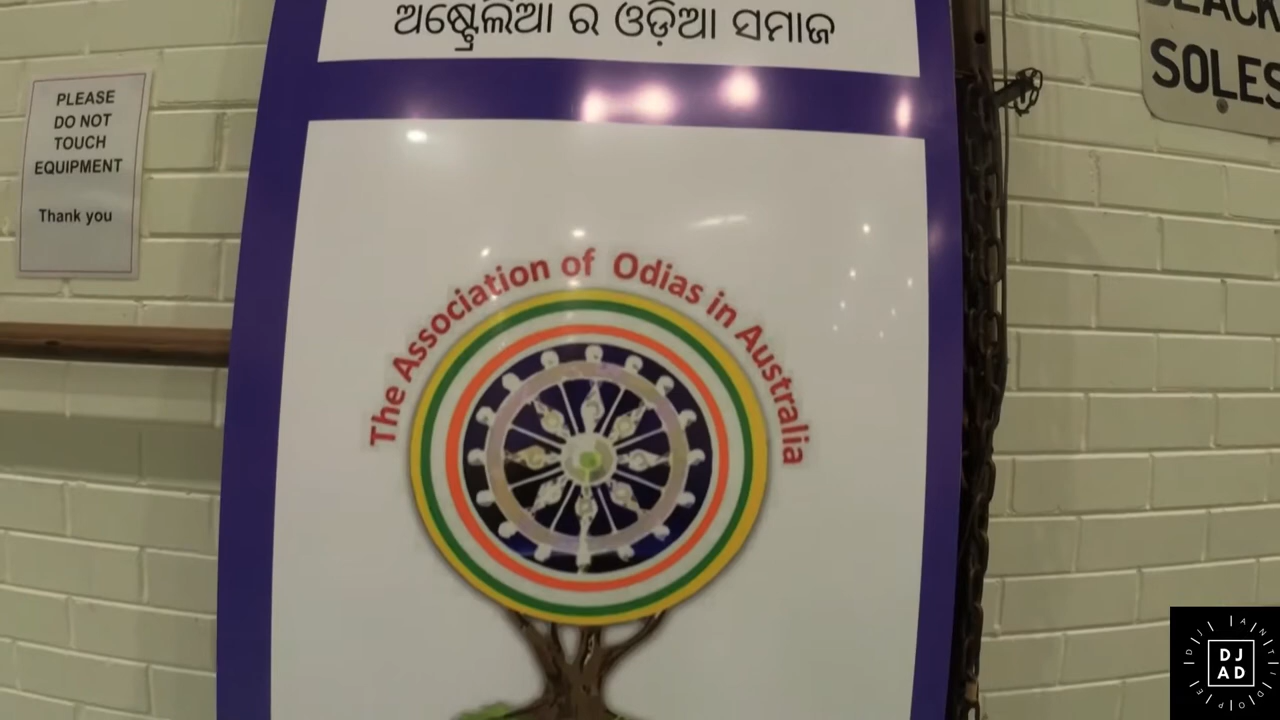 ଅଷ୍ଟ୍ରେଲିଆ ର ଓଡ଼ିଆ ସମାଜ
PLEASE
DO NOT
TOUCH
EQUIPMENT
Thank you
SOLES
The Association of Odias in Australia
DJ
AD